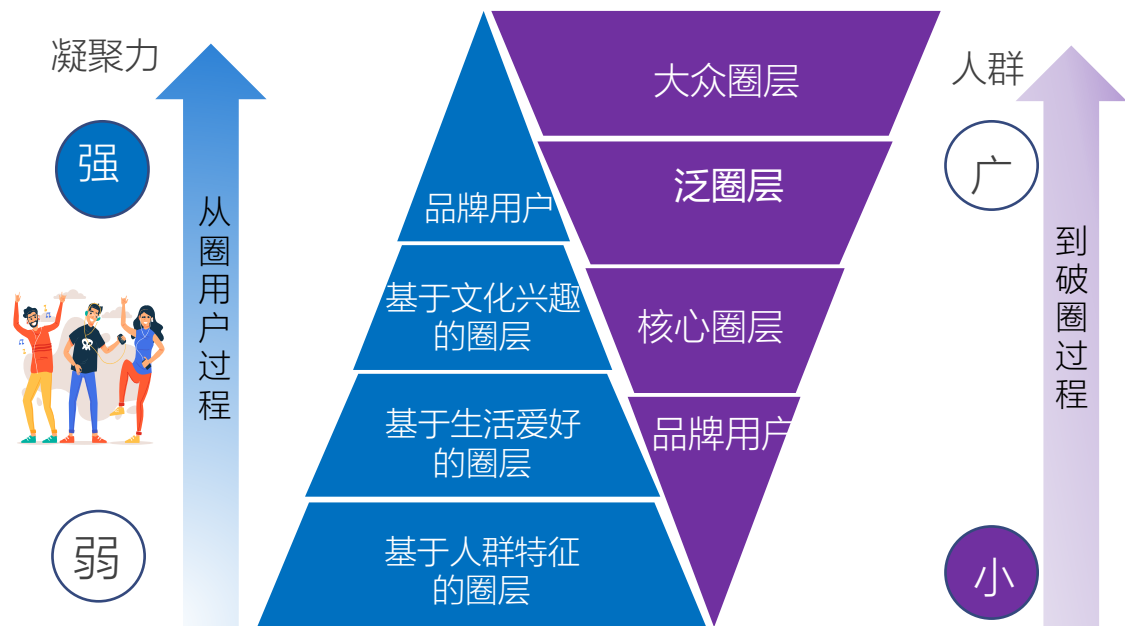 凝聚力
强
弱
从圈用户过程
品牌用户
基于文化兴趣
的圈层
基于生活爱好
的圈层
基于人群特征
的圈层
大众圈层
泛圈层
核心圈层
品牌用户
人群
广
小
到破圈过程